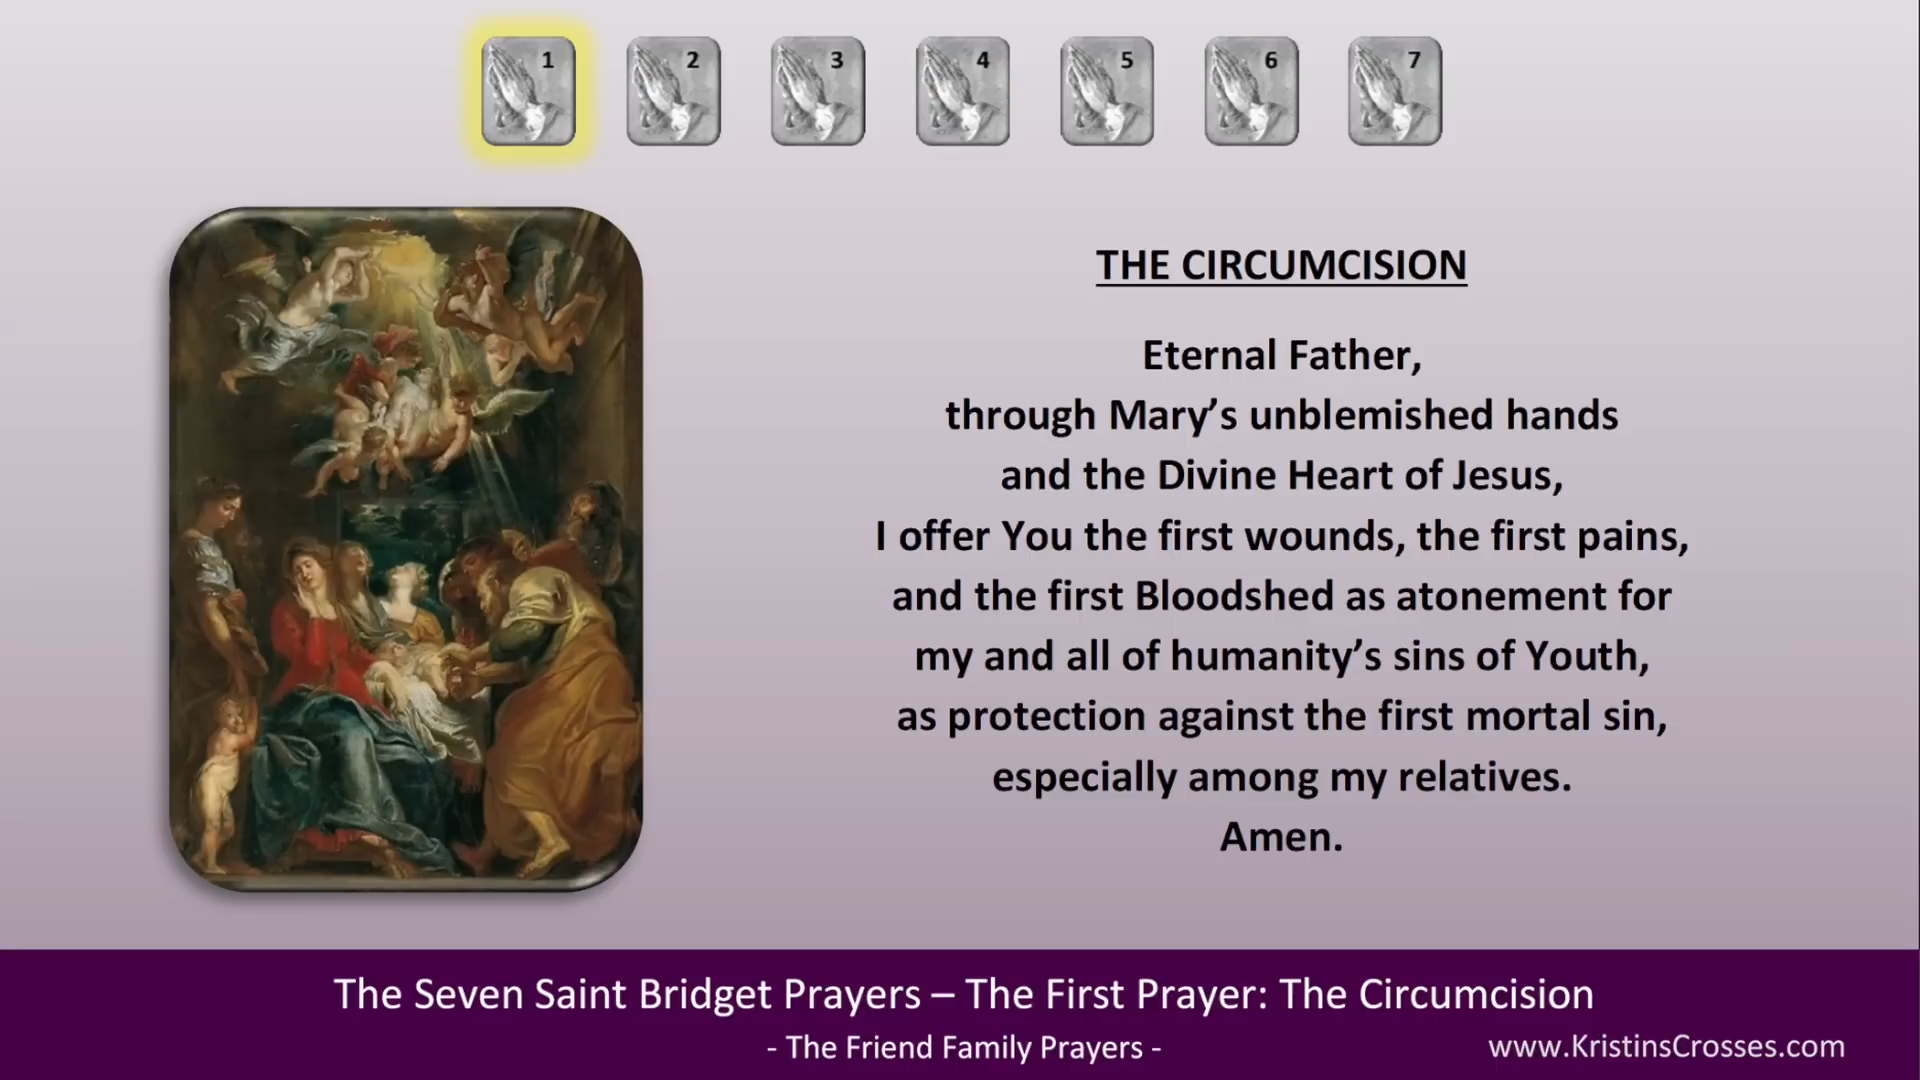 1
2
3
4
5
6
7
THE CIRCUMCISION
Eternal Father,
through Mary’s unblemished hands
and the Divine Heart of Jesus,
I offer You the first wounds, the first pains,
and the first Bloodshed as atonement for
my and all of humanity’s sins of Youth,
as protection against the first mortal sin,
especially among my relatives.
Amen.
The Seven Saint Bridget Prayers – The First Prayer: The Circumcision
- The Friend Family Prayers -
www.KristinsCrosses.com